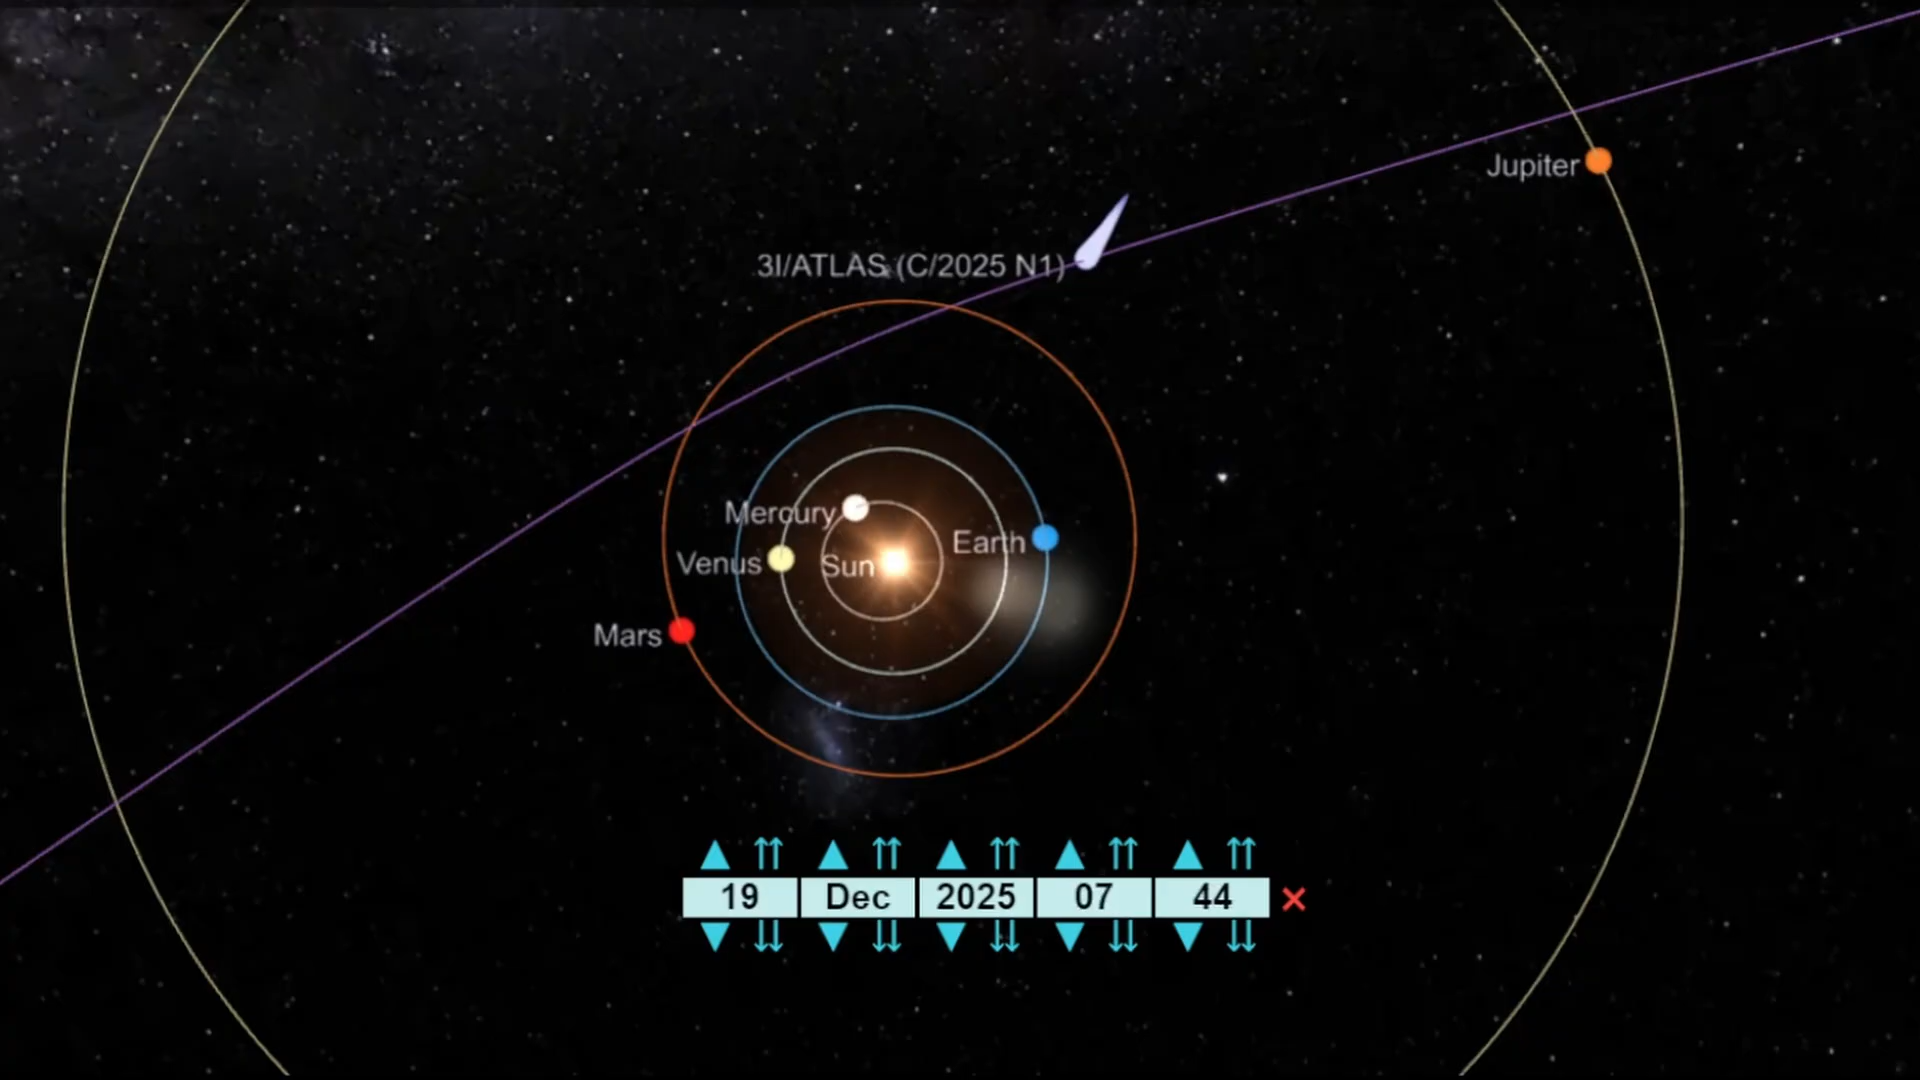 Jupiter
3I/ATLAS (C/2025 N1)
Mercury
Earth
Venus
Sun
Mars
19 Dec 2025 07 44